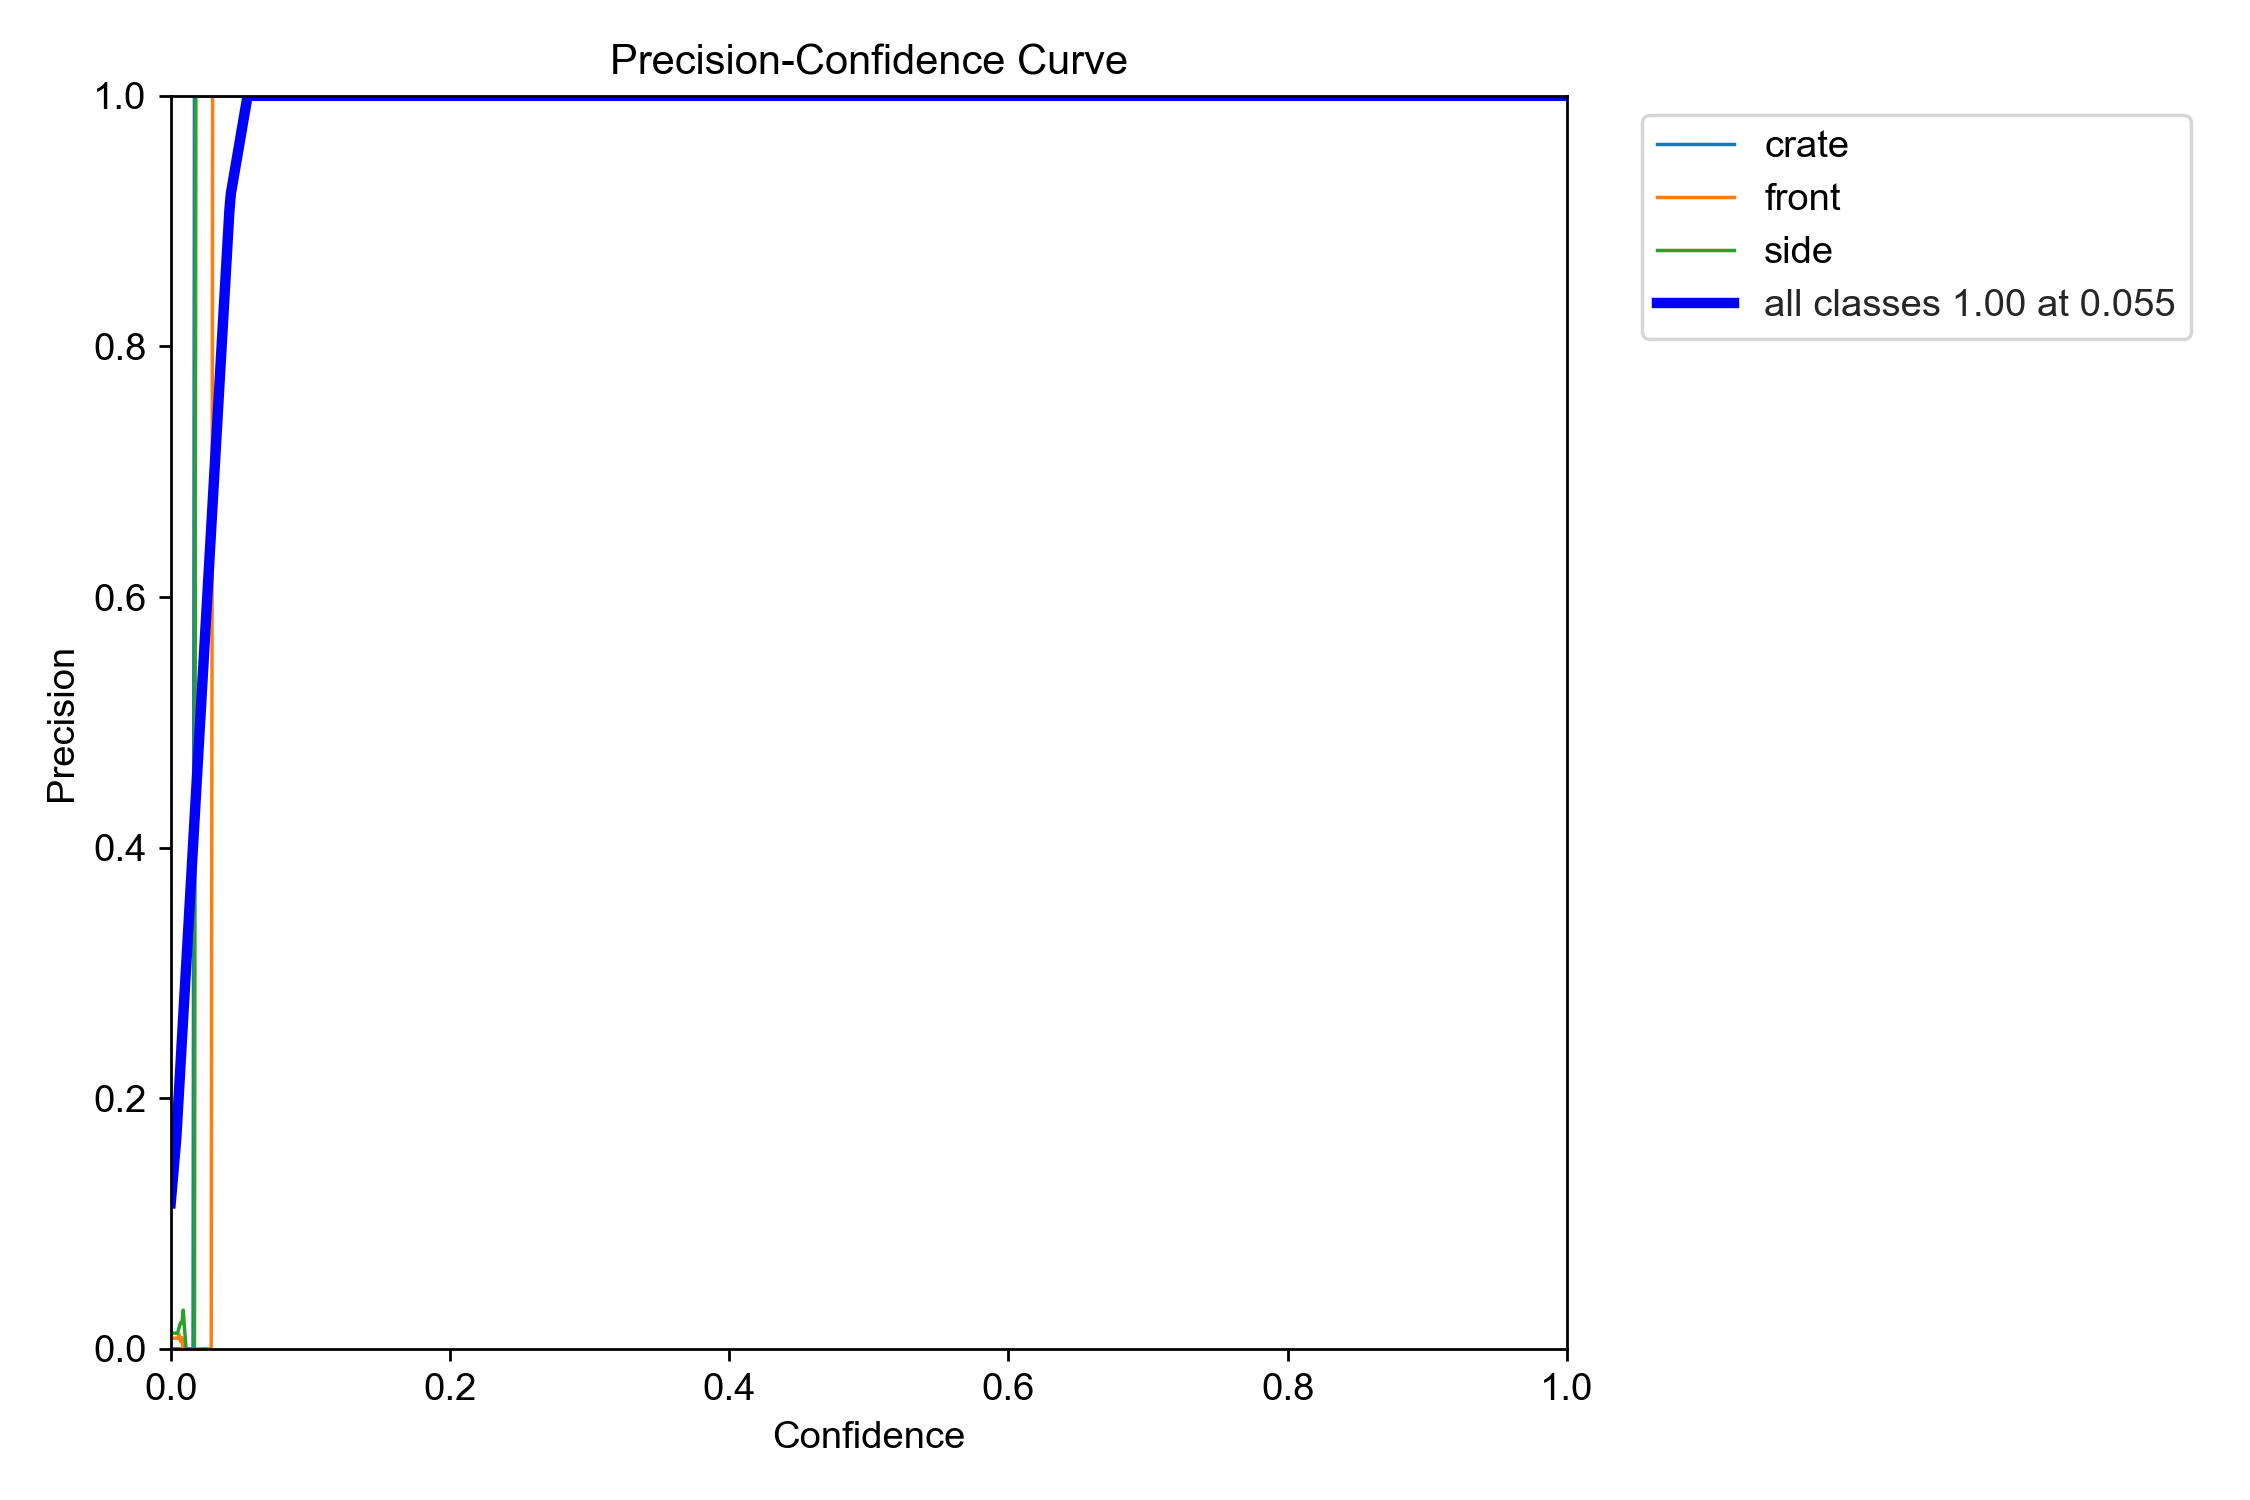 Precision-Confidence Curve
1.0
0.8
0.6
0.4
0.2
0.0
Precision
0.0 0.2 0.4 0.6 0.8 1.0
Confidence
crate
front
side
all classes 1.00 at 0.055